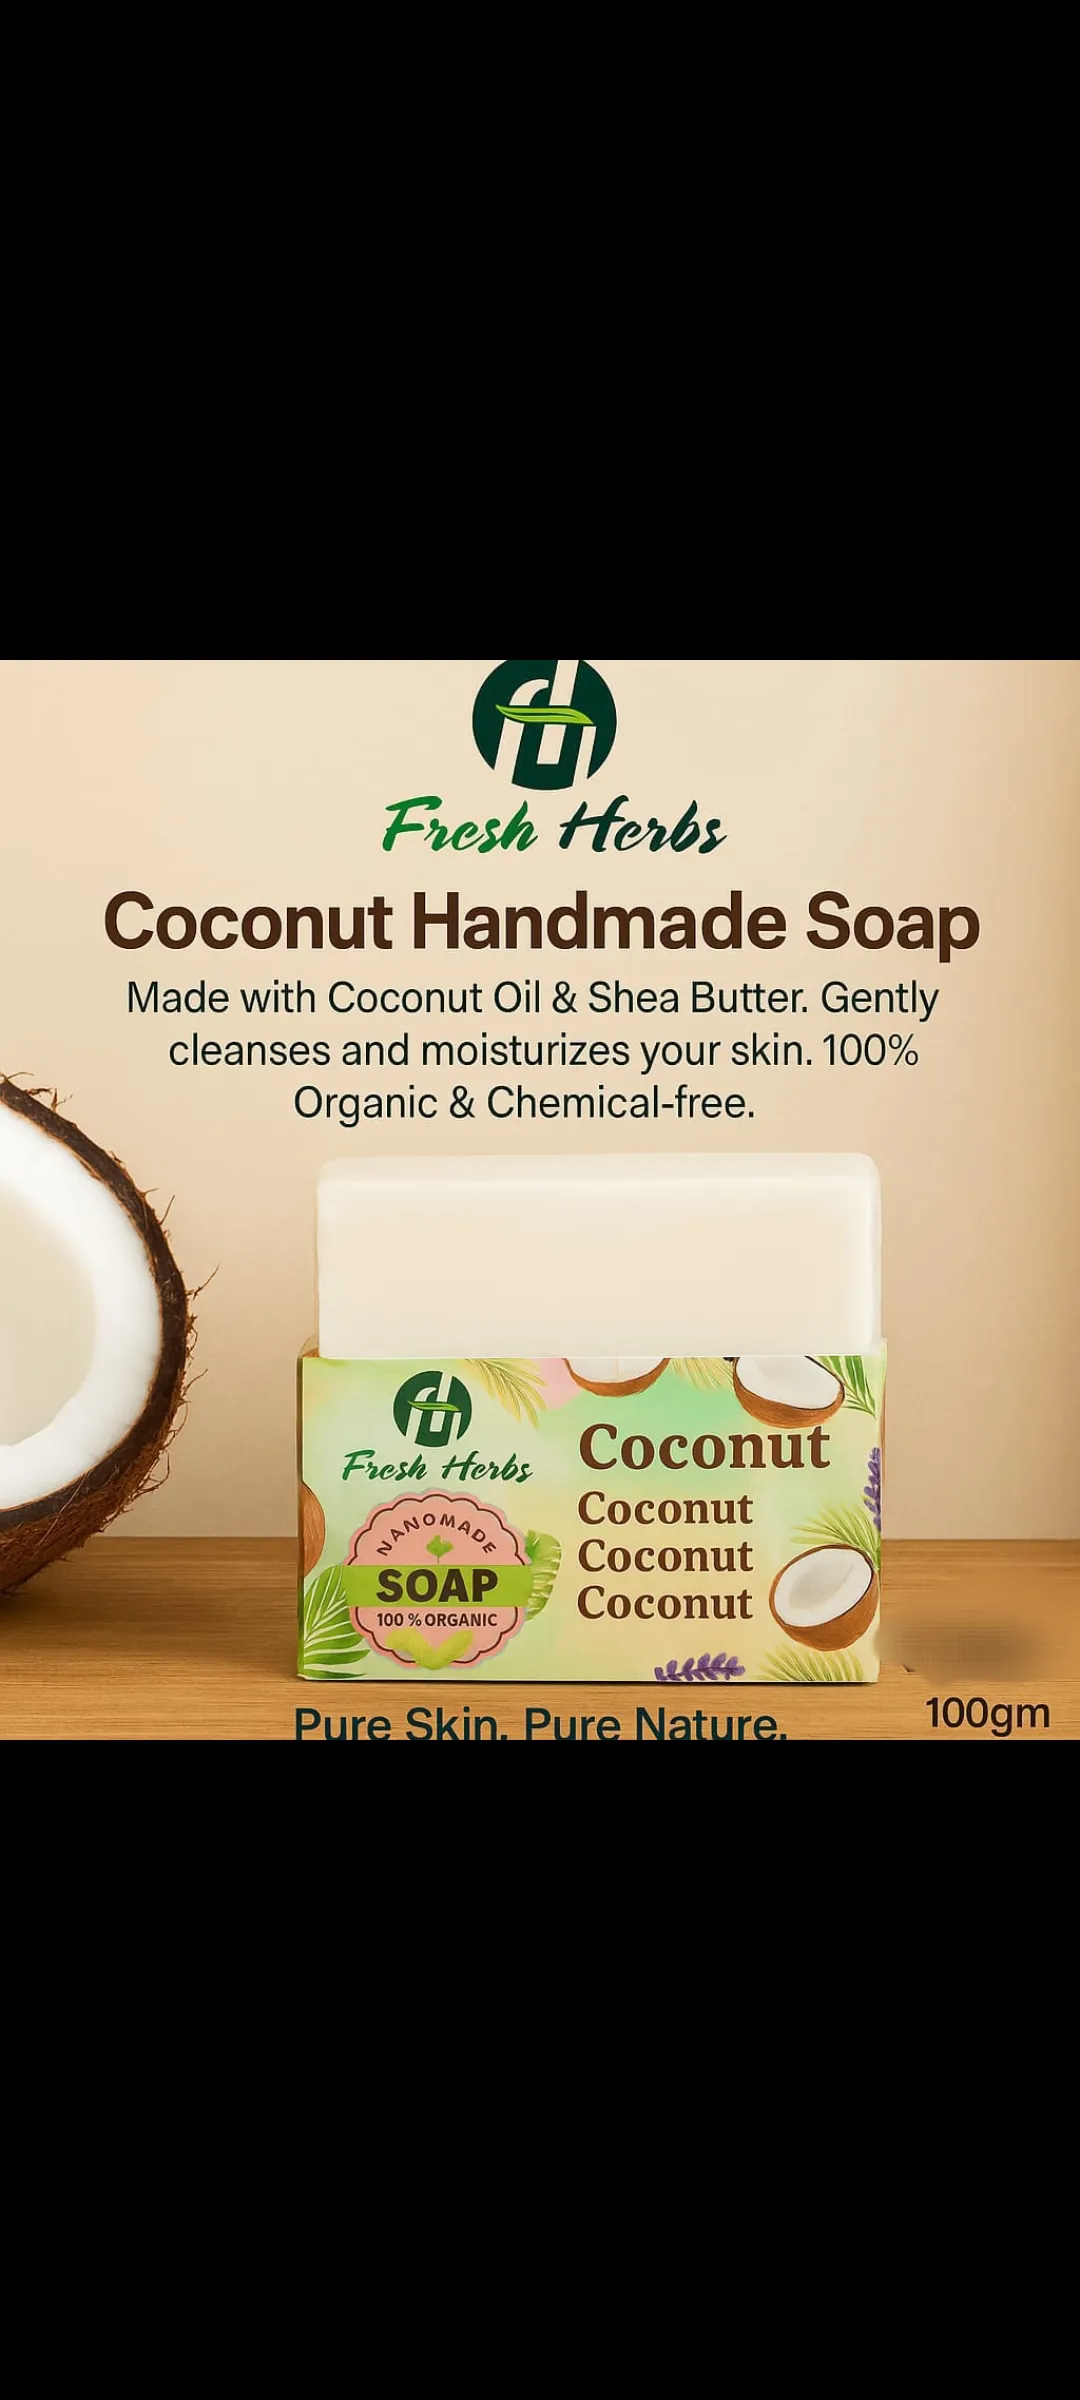 Fresh Herbs
Coconut Handmade Soap
Made with Coconut Oil & Shea Butter. Gently
cleanses and moisturizes your skin. 100%
Organic & Chemical-free.
Fresh Herbs
NANOMADE
SOAP
100 % ORGANIC
Coconut
Coconut
Coconut
Coconut
Pure Skin. Pure Nature.
100gm